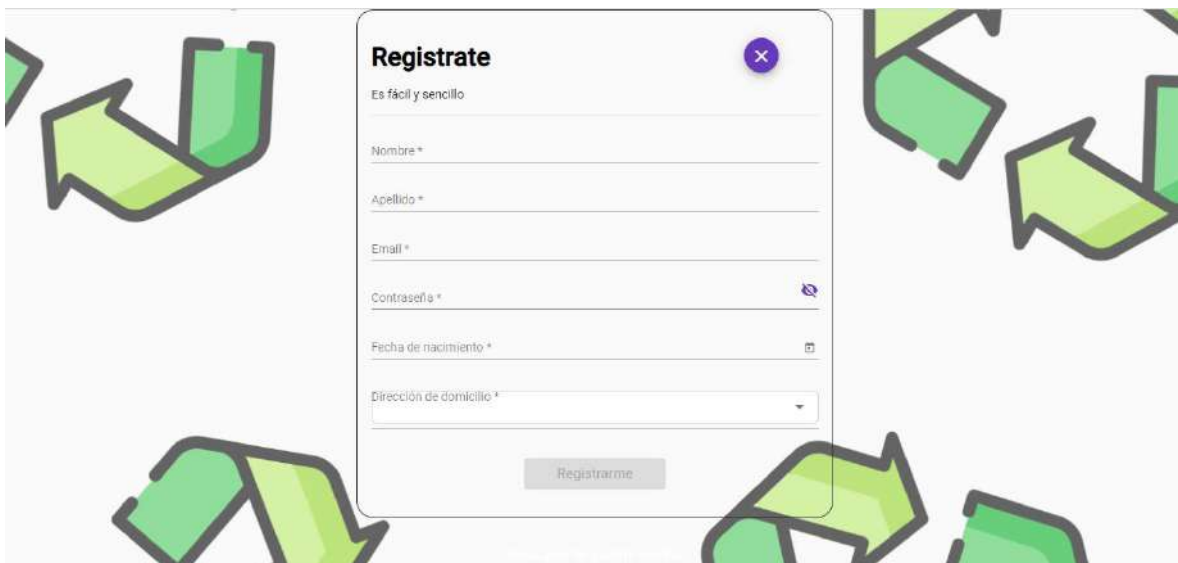 Registrate
Es fácil y sencillo
Nombre *
Apellido *
Email *
Contraseña *
Fecha de nacimiento *
Dirección de domicilio *
Registrarme